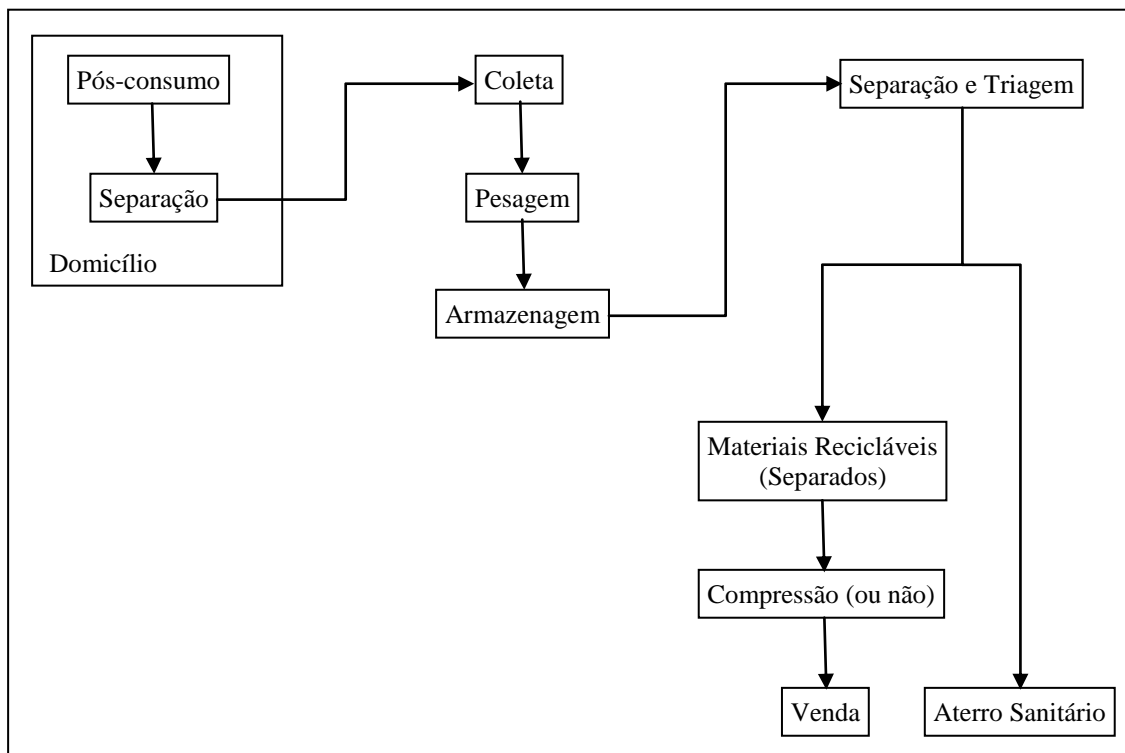 Pós-consumo
Separação
Domicílio
Coleta
Pesagem
Armazenagem
Separação e Triagem
Materiais Recicláveis
(Separados)
Compressão (ou não)
Venda
Aterro Sanitário